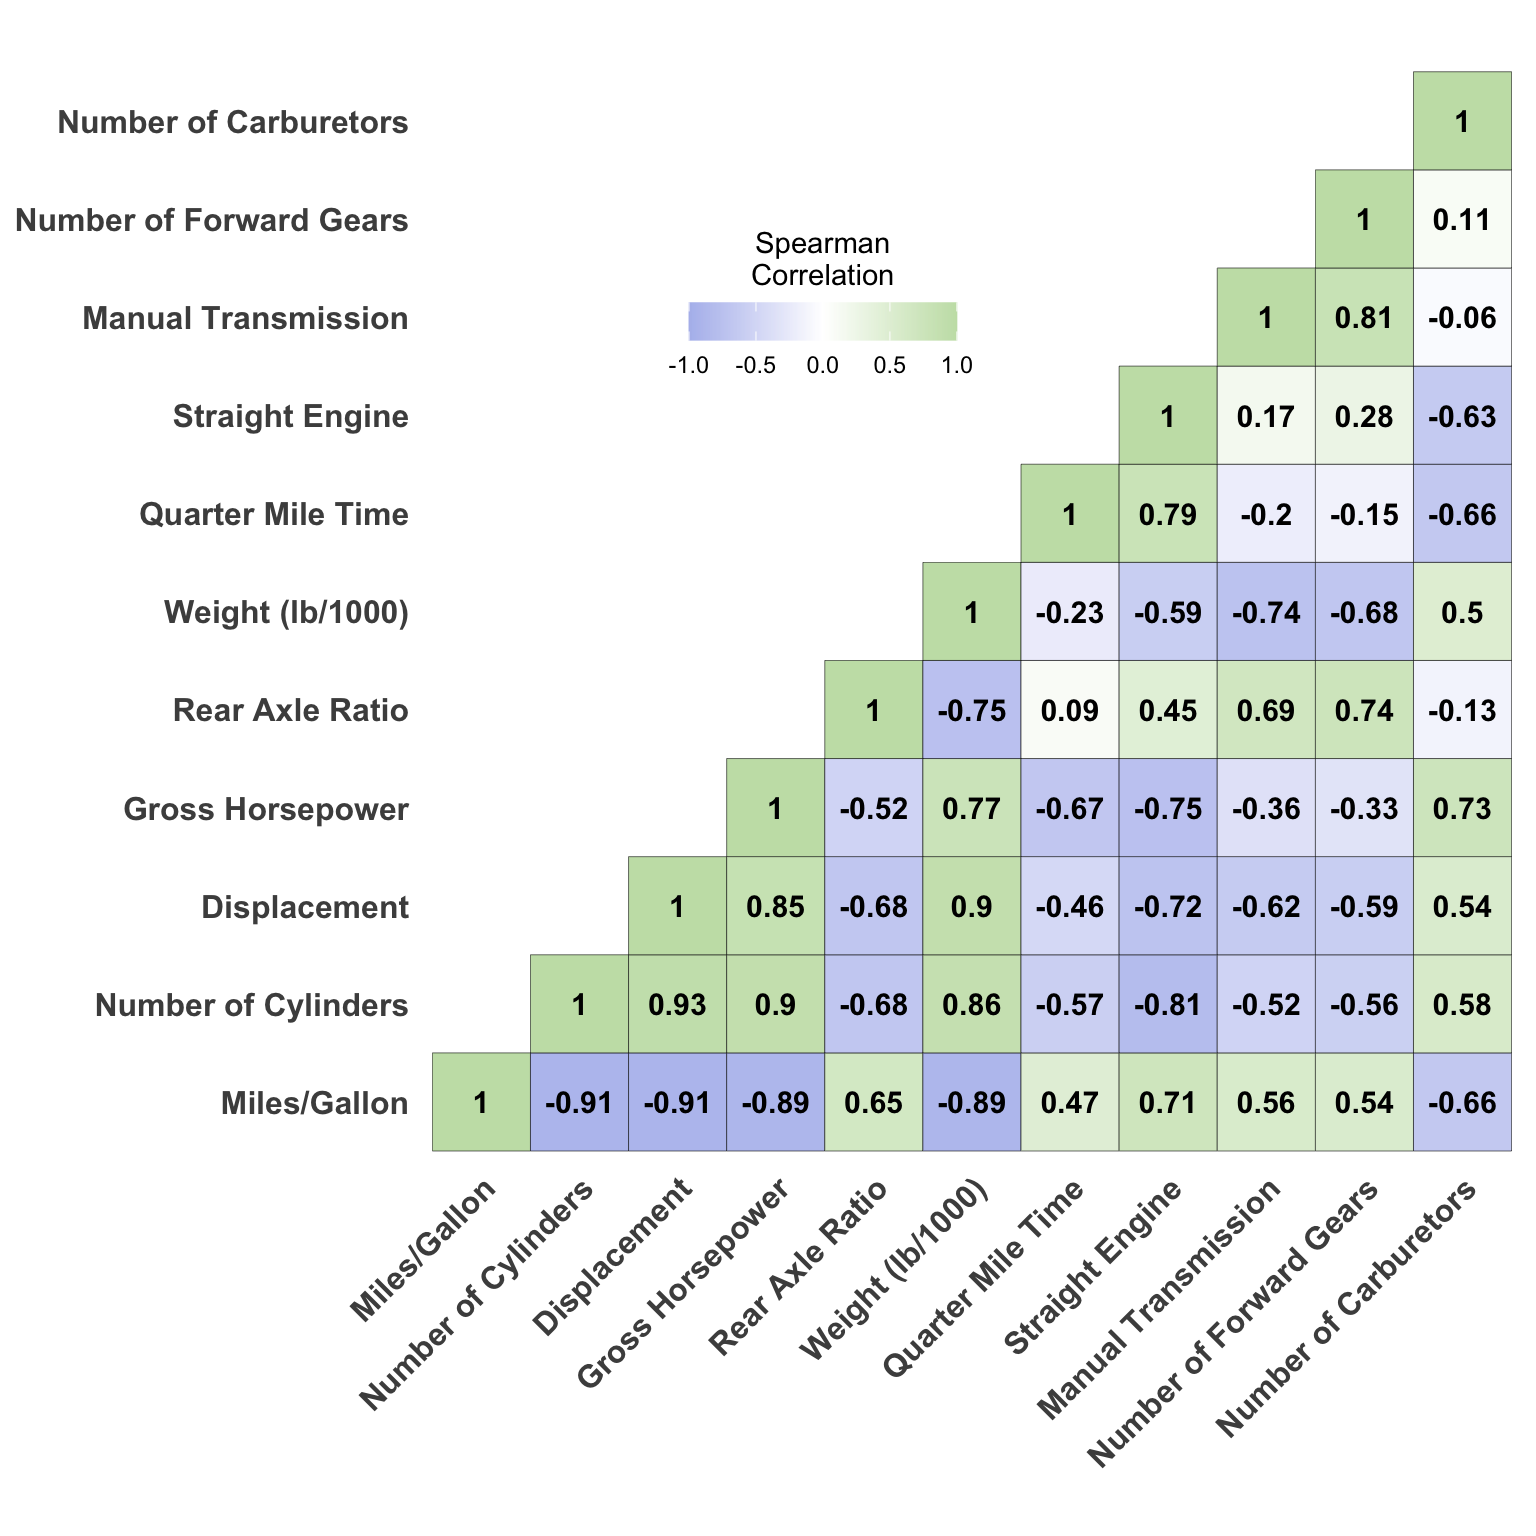 Number of Carburetors 1
Number of Forward Gears 1 0.11
Spearman
Correlation
-1.0 -0.5 0.0 0.5 1.0
Manual Transmission 1 0.81 -0.06
Straight Engine 1 0.17 0.28 -0.63
Quarter Mile Time 1 0.79 -0.2 -0.15 -0.66
Weight (lb/1000) 1 -0.23 -0.59 -0.74 -0.68 0.5
Rear Axle Ratio 1 -0.75 0.09 0.45 0.69 0.74 -0.13
Gross Horsepower 1 -0.52 0.77 -0.67 -0.75 -0.36 -0.33 0.73
Displacement 1 0.85 -0.68 0.9 -0.46 -0.72 -0.62 -0.59 0.54
Number of Cylinders 1 0.93 0.9 -0.68 0.86 -0.57 -0.81 -0.52 -0.56 0.58
Miles/Gallon 1 -0.91 -0.91 -0.89 0.65 -0.89 0.47 0.71 0.56 0.54 -0.66
Miles/Gallon
Number of Cylinders
Displacement
Gross Horsepower
Rear Axle Ratio
Weight (lb/1000)
Quarter Mile Time
Straight Engine
Manual Transmission
Number of Forward Gears
Number of Carburetors